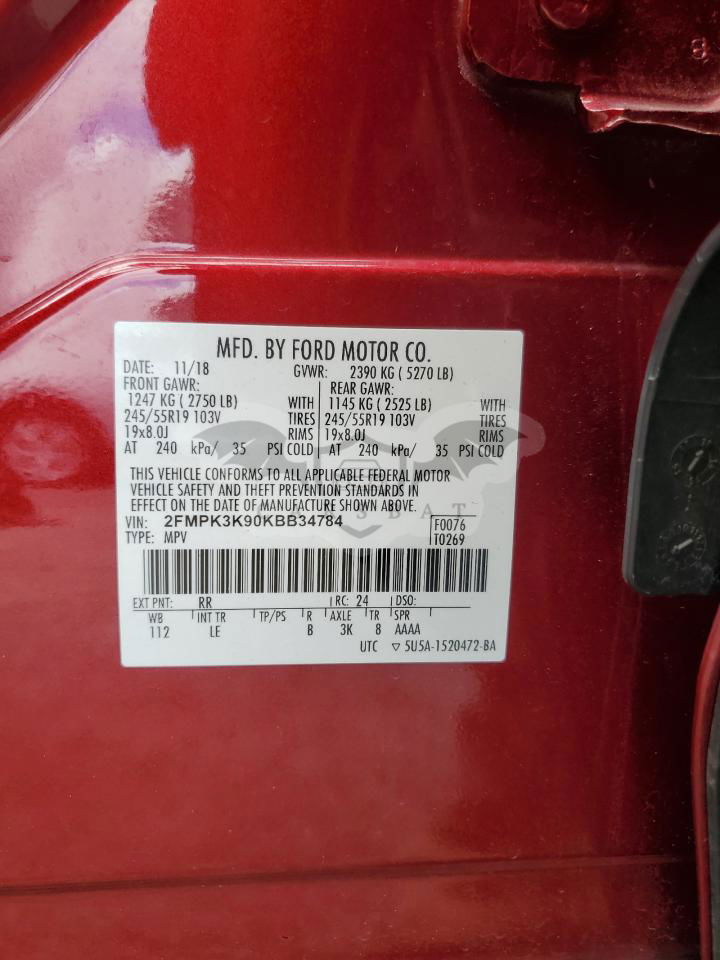 MFD. BY FORD MOTOR CO.
DATE: 11/18 GVWR: 2390 KG ( 5270 LB)
FRONT GAWR: REAR GAWR:
1247 KG ( 2750 LB) WITH 1145 KG ( 2525 LB) WITH
245/55R19 103V TIRES 245/55R19 103V TIRES
19x8.0J RIMS 19x8.0J RIMS
AT 240 kPa/ 35 PSI COLD AT 240 kPa/ 35 PSI COLD
THIS VEHICLE CONFORMS TO ALL APPLICABLE FEDERAL MOTOR
VEHICLE SAFETY AND THEFT PREVENTION STANDARDS IN
EFFECT ON THE DATE OF MANUFACTURE SHOWN ABOVE.
VIN: 2FMPK3K90KBB34784 F0076
TYPE: MPV T0269
EXT PNT: RR RC: 24 DSO:
WB INT TR TP/PS R AXLE TR SPR
112 LE B 3K 8 AAAA
UTC ▽ 5U5A-1520472-BA